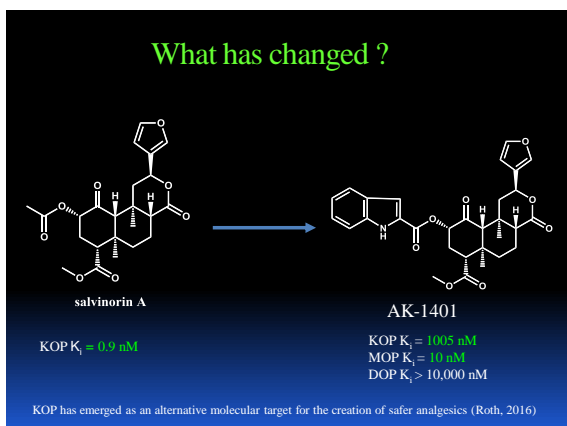 What has changed ?
salvinorin A
AK-1401
KOP Ki = 0.9 nM
KOP Ki = 1005 nM
MOP Ki = 10 nM
DOP Ki > 10,000 nM
KOP has emerged as an alternative molecular target for the creation of safer analgesics (Roth, 2016)